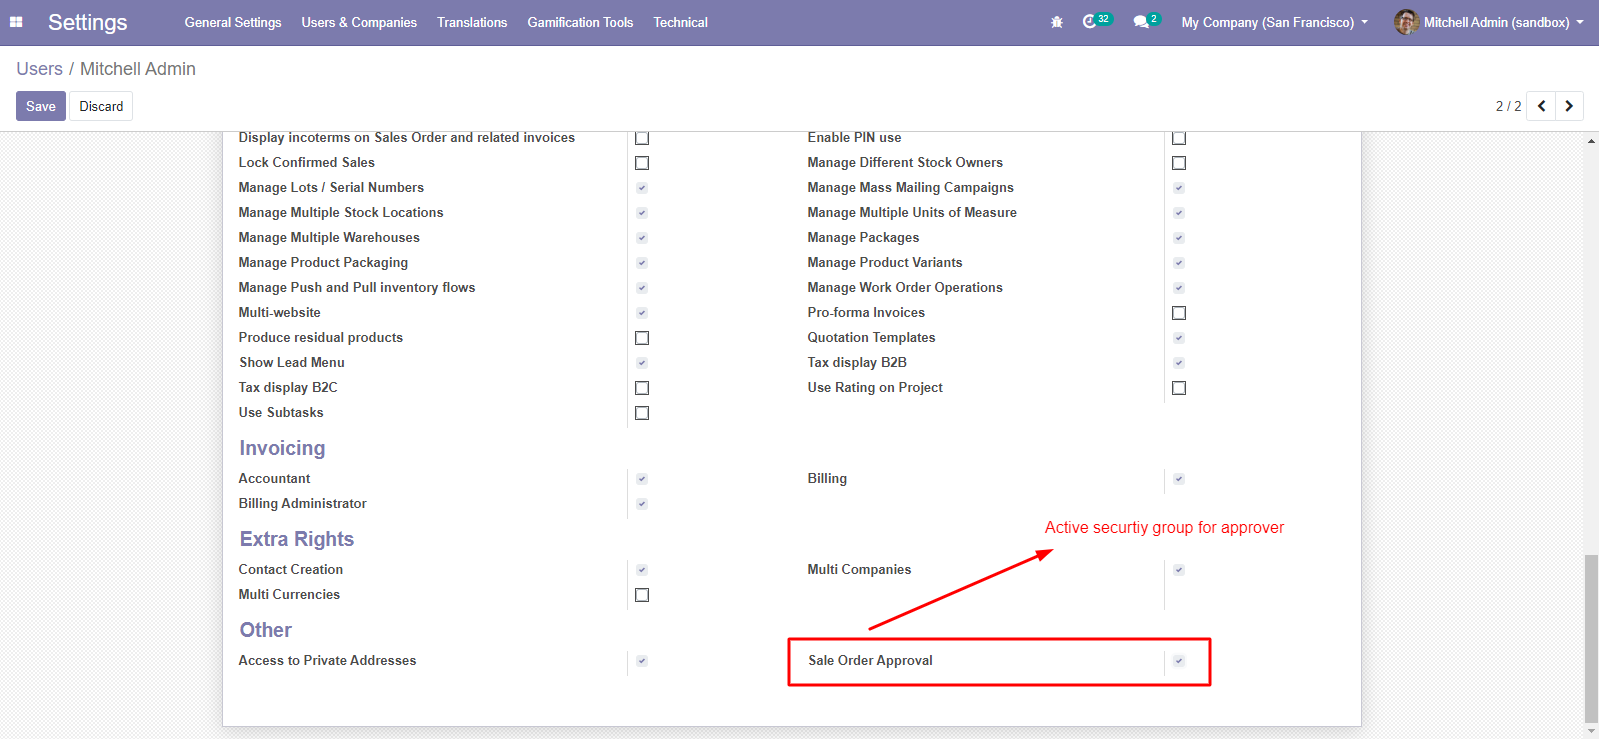 Settings General Settings Users & Companies Translations Gamification Tools Technical 32 2 My Company (San Francisco) Mitchell Admin (sandbox)
Users / Mitchell Admin
Save Discard 2 / 2
Display incoterms on Sales Order and related invoices Enable PIN use
Lock Confirmed Sales Manage Different Stock Owners
Manage Lots / Serial Numbers Manage Mass Mailing Campaigns
Manage Multiple Stock Locations Manage Multiple Units of Measure
Manage Multiple Warehouses Manage Packages
Manage Product Packaging Manage Product Variants
Manage Push and Pull inventory flows Manage Work Order Operations
Multi-website Pro-forma Invoices
Produce residual products Quotation Templates
Show Lead Menu Tax display B2B
Tax display B2C Use Rating on Project
Use Subtasks
Invoicing
Accountant Billing
Billing Administrator
Active securtiy group for approver
Extra Rights
Contact Creation Multi Companies
Multi Currencies
Other
Access to Private Addresses Sale Order Approval